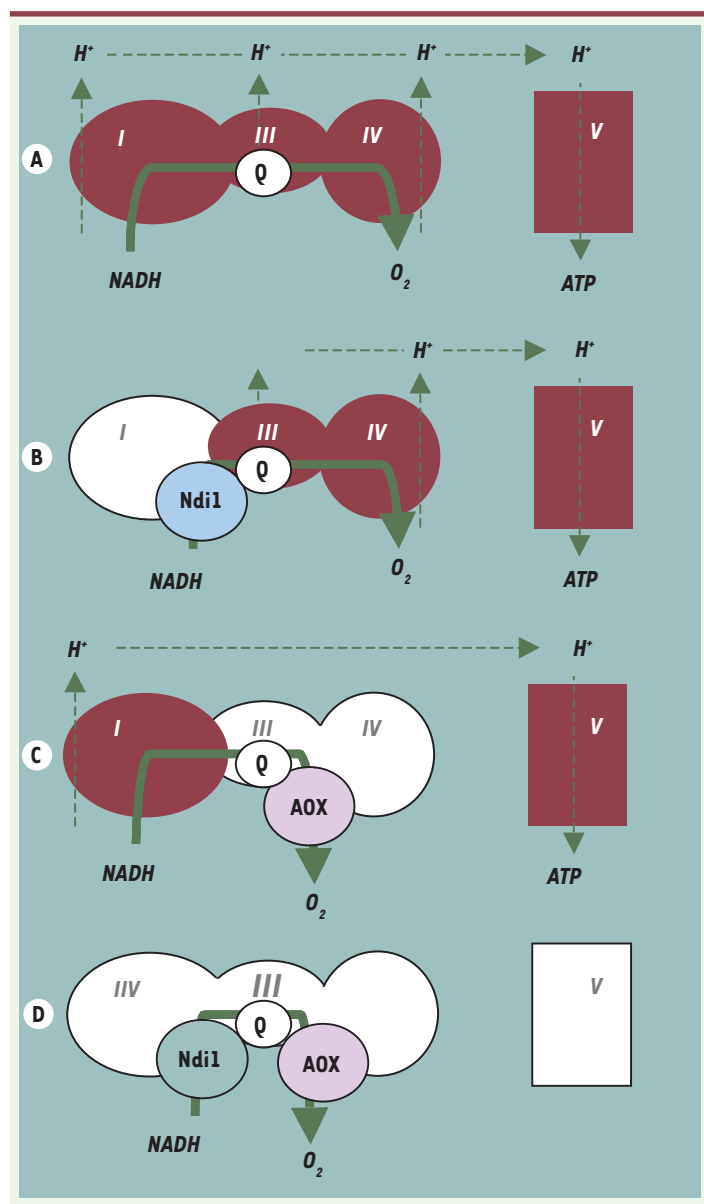 H⁺ H⁺ H⁺ H⁺
A I III IV V
Q
NADH O₂ ATP
H⁺ H⁺
B I III IV V
Q
Ndi1
NADH O₂ ATP
H⁺ H⁺
C I III IV V
Q
AOX
NADH O₂ ATP
D IIV III V
Q
Ndi1 AOX
NADH O₂